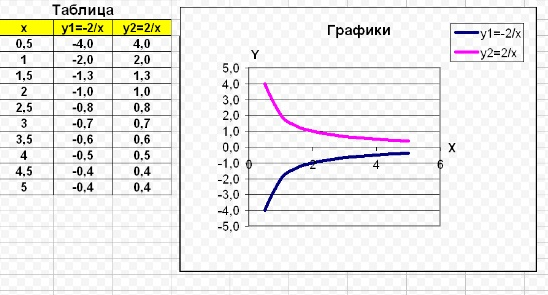 Таблица
x y1=-2/x y2=2/x
0,5 -4,0 4,0
1 -2,0 2,0
1,5 -1,3 1,3
2 -1,0 1,0
2,5 -0,8 0,8
3 -0,7 0,7
3,5 -0,6 0,6
4 -0,5 0,5
4,5 -0,4 0,4
5 -0,4 0,4
Графики
y1=-2/x
y2=2/x
Y
5,0
4,0
3,0
2,0
1,0
0,0
-1,0
-2,0
-3,0
-4,0
-5,0
0 2 4 6
X